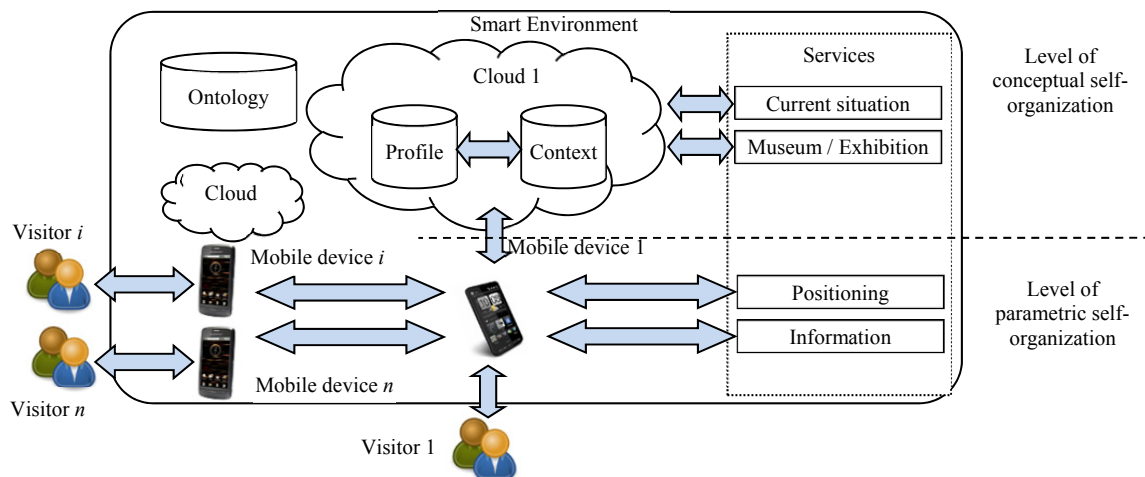 Smart Environment
Cloud 1
Services
Level of
conceptual self-
organization
Ontology
Current situation
Profile
Context
Museum / Exhibition
Cloud
Visitor i
Mobile device i
Mobile device 1
Positioning
Level of
parametric self-
organization
Information
Mobile device n
Visitor n
Visitor 1